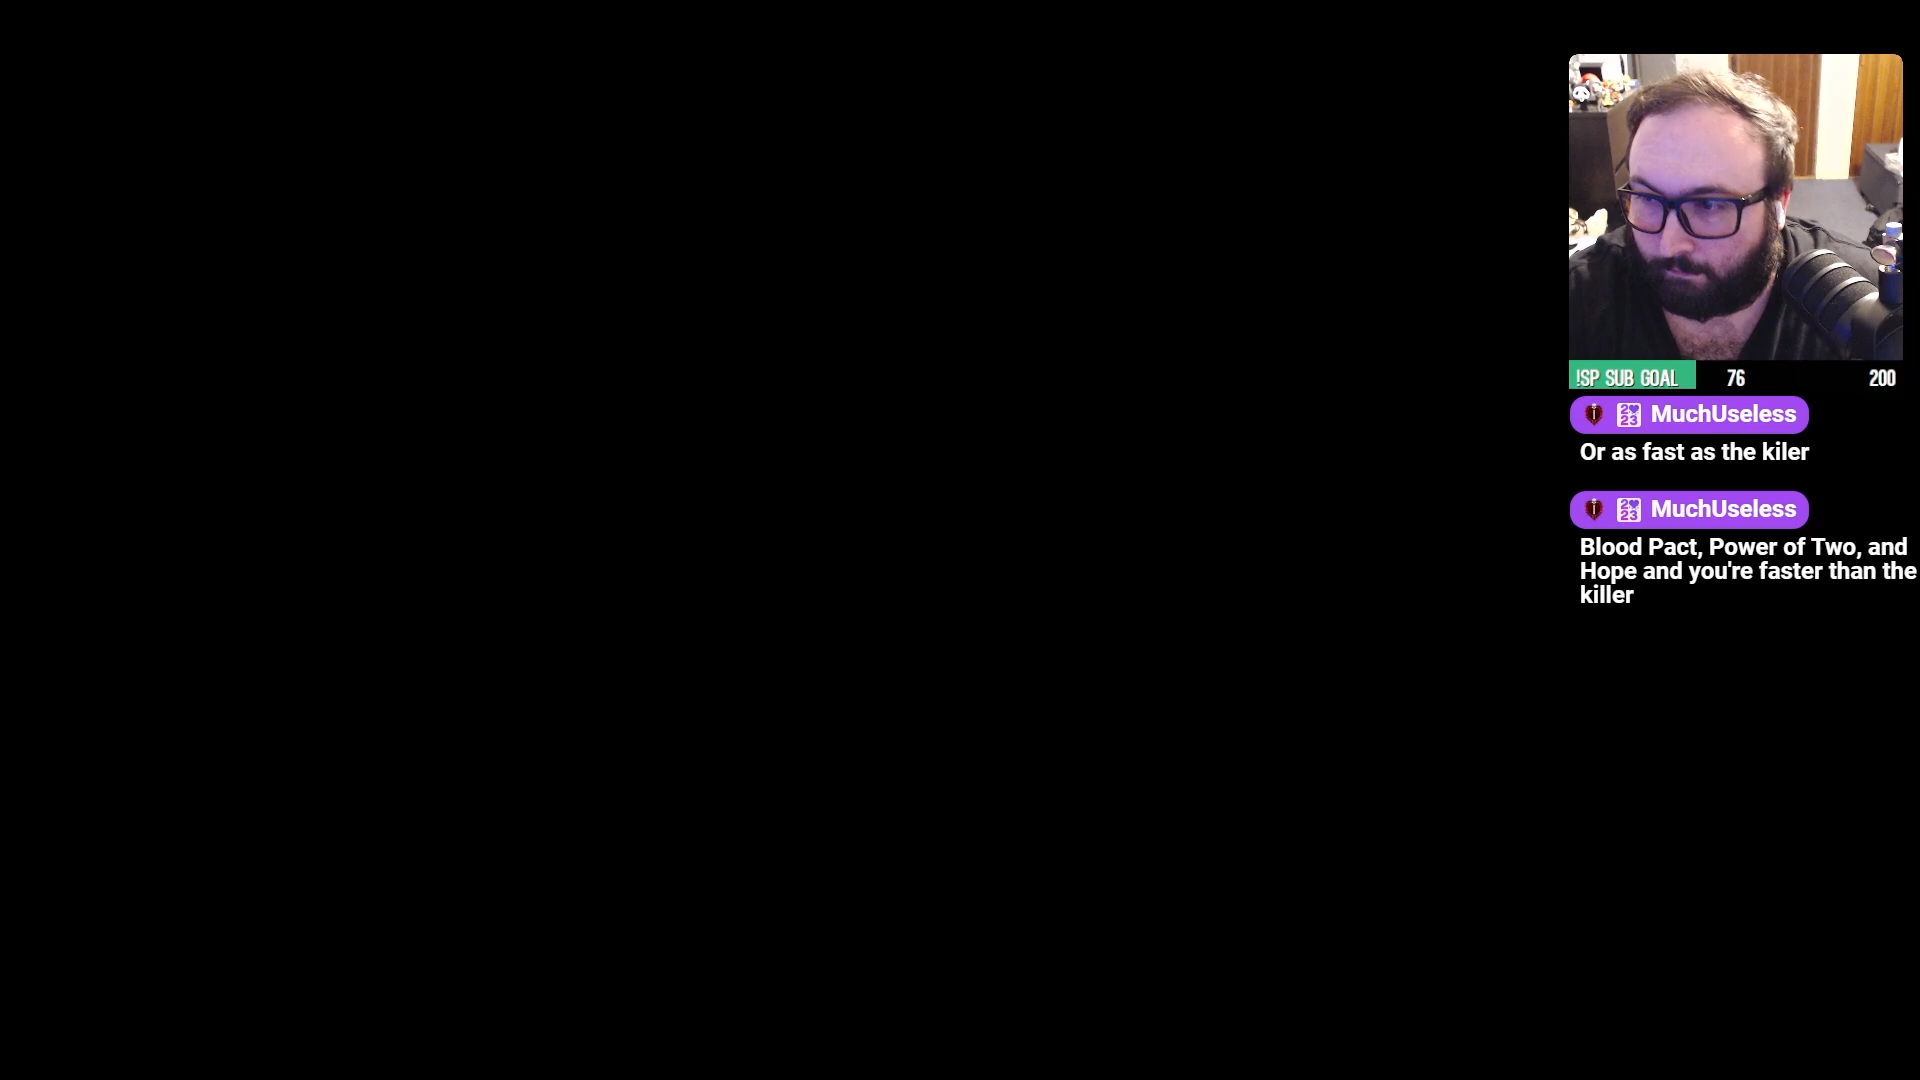 !SP SUB GOAL 76 200
MuchUseless
Or as fast as the kiler
MuchUseless
Blood Pact, Power of Two, and
Hope and you're faster than the
killer